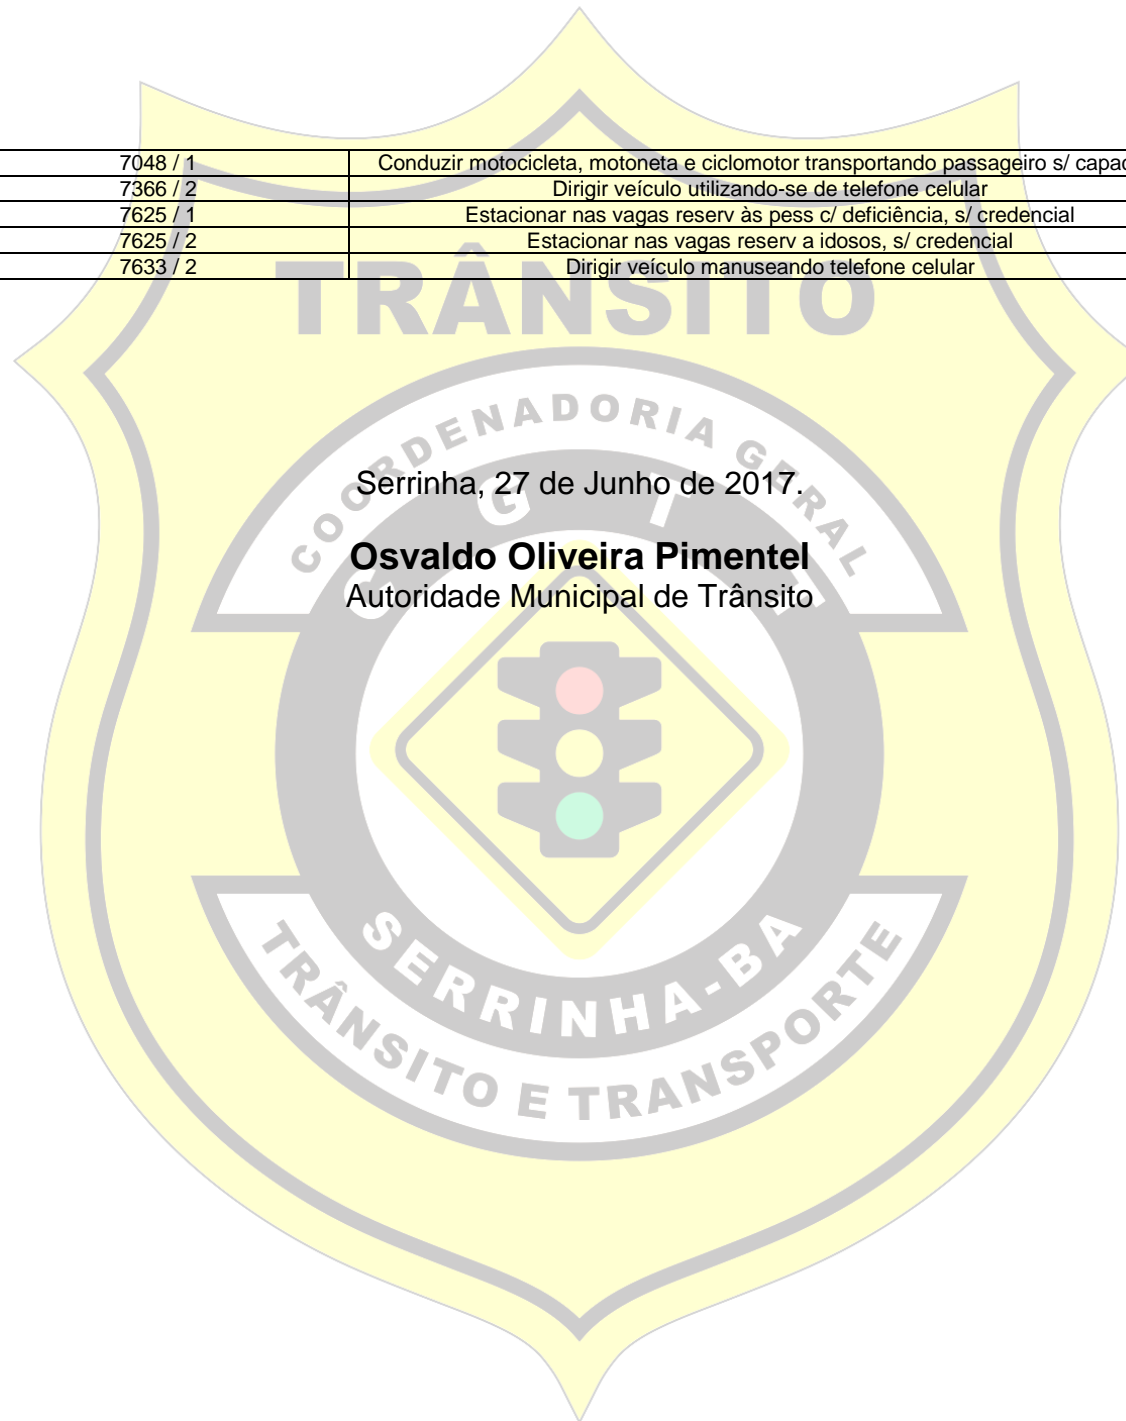 7048 / 1 Conduzir motocicleta, motoneta e ciclomotor transportando passageiro s/
7366 / 2 Dirigir veículo utilizando-se de telefone celular
7625 / 1 Estacionar nas vagas reserv às pess c/ deficiência, s/ credencial
7625 / 2 Estacionar nas vagas reserv a idosos, s/ credencial
7633 / 2 Dirigir veículo manuseando telefone celular
TRÂNSITO
COORDENADORIA GERAL
C G T T
Serrinha, 27 de Junho de 2017.
Osvaldo Oliveira Pimentel
Autoridade Municipal de Trânsito
SERRINHA-BA
TRÂNSITO E TRANSPORTE